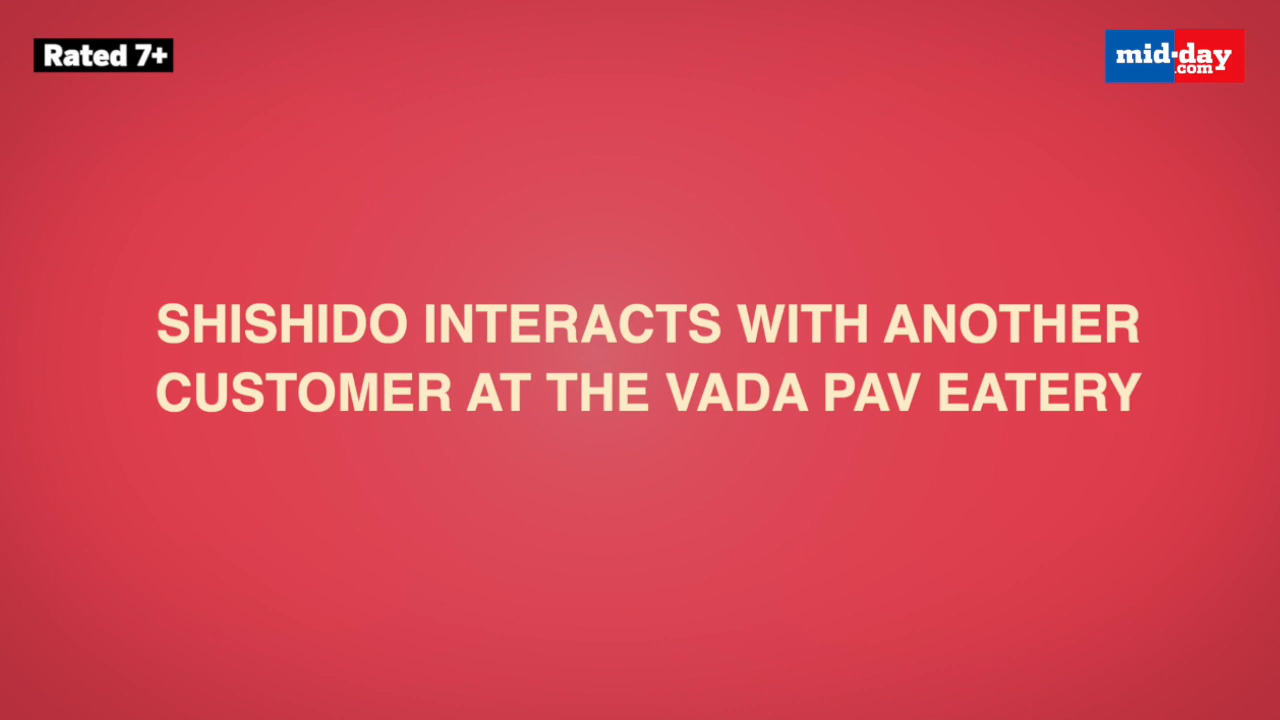 Rated 7+
mid-day
.com
SHISHIDO INTERACTS WITH ANOTHER
CUSTOMER AT THE VADA PAV EATERY